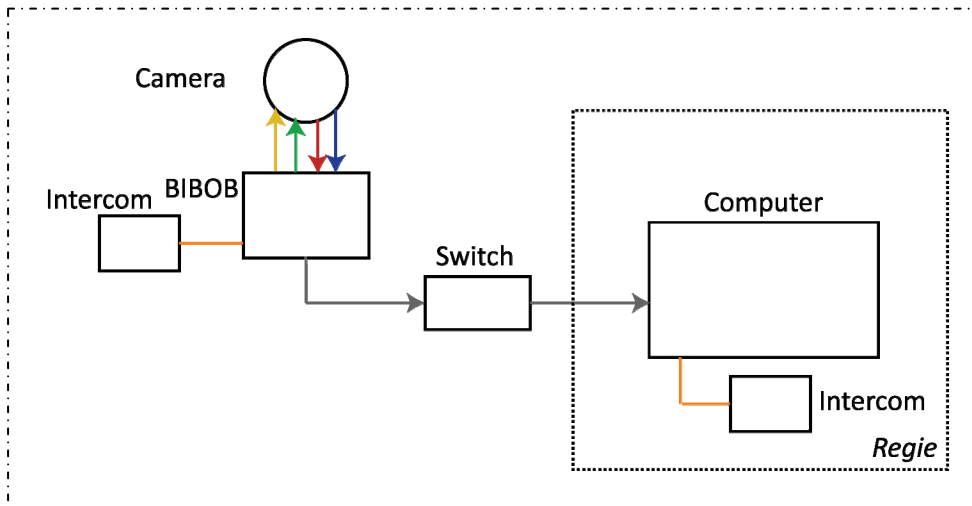 Camera
BIBOB
Intercom
Computer
Switch
Intercom
Regie